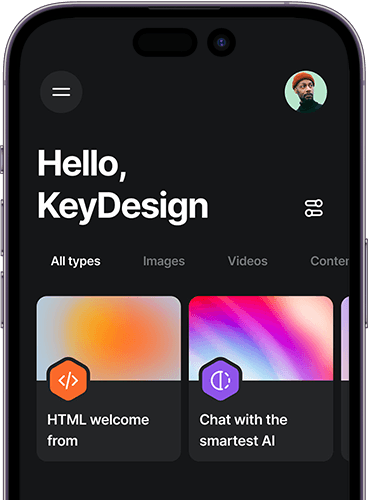 Hello,
KeyDesign
All types Images Videos Conten
HTML welcome
from
Chat with the
smartest AI